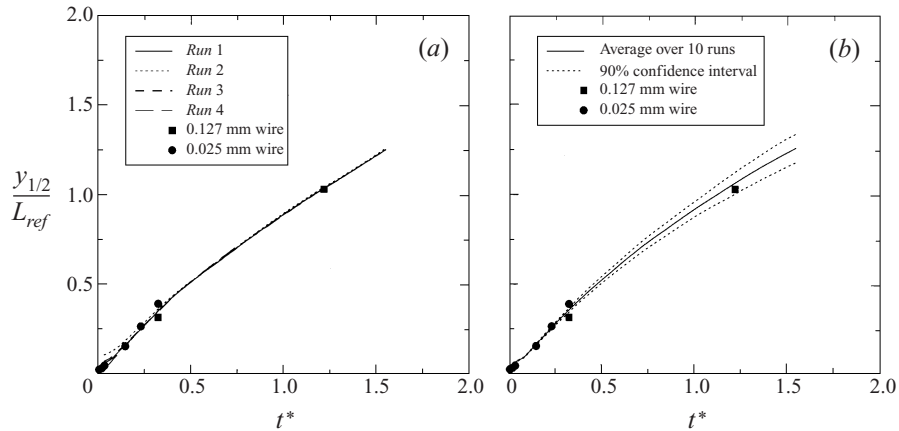 2.0
1.5
1.0
0.5
0
y1/2
Lref
(a)
Run 1
Run 2
Run 3
Run 4
0.127 mm wire
0.025 mm wire
0.5
1.0
1.5
2.0
t*
(b)
Average over 10 runs
90% confidence interval
0.127 mm wire
0.025 mm wire
0
0.5
1.0
1.5
2.0
t*